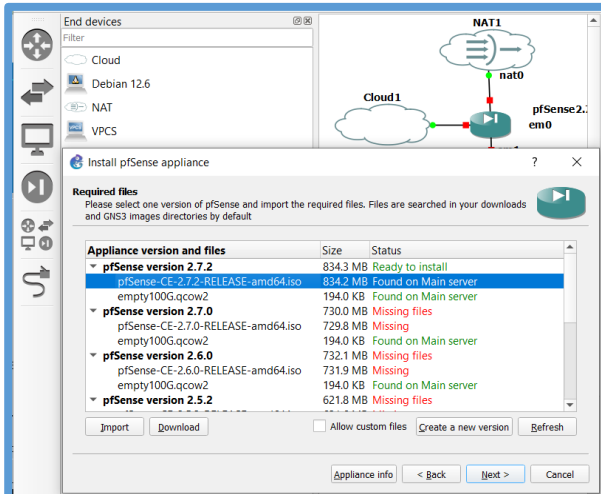 End devices
Filter
Cloud
Debian 12.6
NAT
VPCS
NAT1
nat0
Cloud1
pfSense2.
em0
Install pfSense appliance
?
Required files
Please select one version of pfSense and import the required files. Files are searched in your downloads
and GNS3 images directories by default
Appliance version and files Size Status
pfSense version 2.7.2 834.3 MB Ready to install
pfSense-CE-2.7.2-RELEASE-amd64.iso 834.2 MB Found on Main server
empty100G.qcow2 194.0 KB Found on Main server
pfSense version 2.7.0 730.0 MB Missing files
pfSense-CE-2.7.0-RELEASE-amd64.iso 729.8 MB Missing
empty100G.qcow2 194.0 KB Found on Main server
pfSense version 2.6.0 732.1 MB Missing files
pfSense-CE-2.6.0-RELEASE-amd64.iso 731.9 MB Missing
empty100G.qcow2 194.0 KB Found on Main server
pfSense version 2.5.2 621.8 MB Missing files
Import Download Allow custom files Create a new version Refresh
Appliance info < Back Next > Cancel